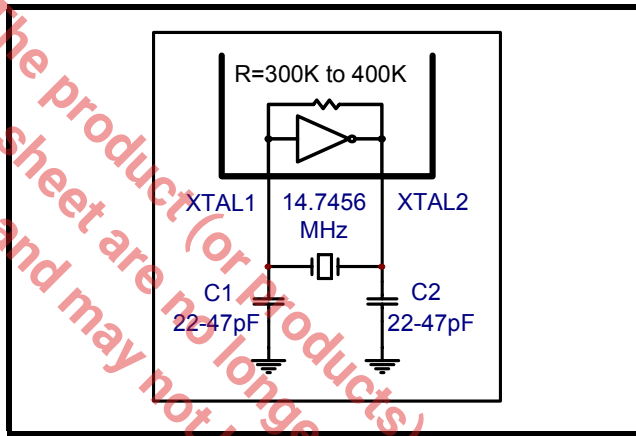 The product (or products)
sheet are no longe
and may not
R=300K to 400K
XTAL1
14.7456
MHz
XTAL2
C1
22-47pF
C2
22-47pF